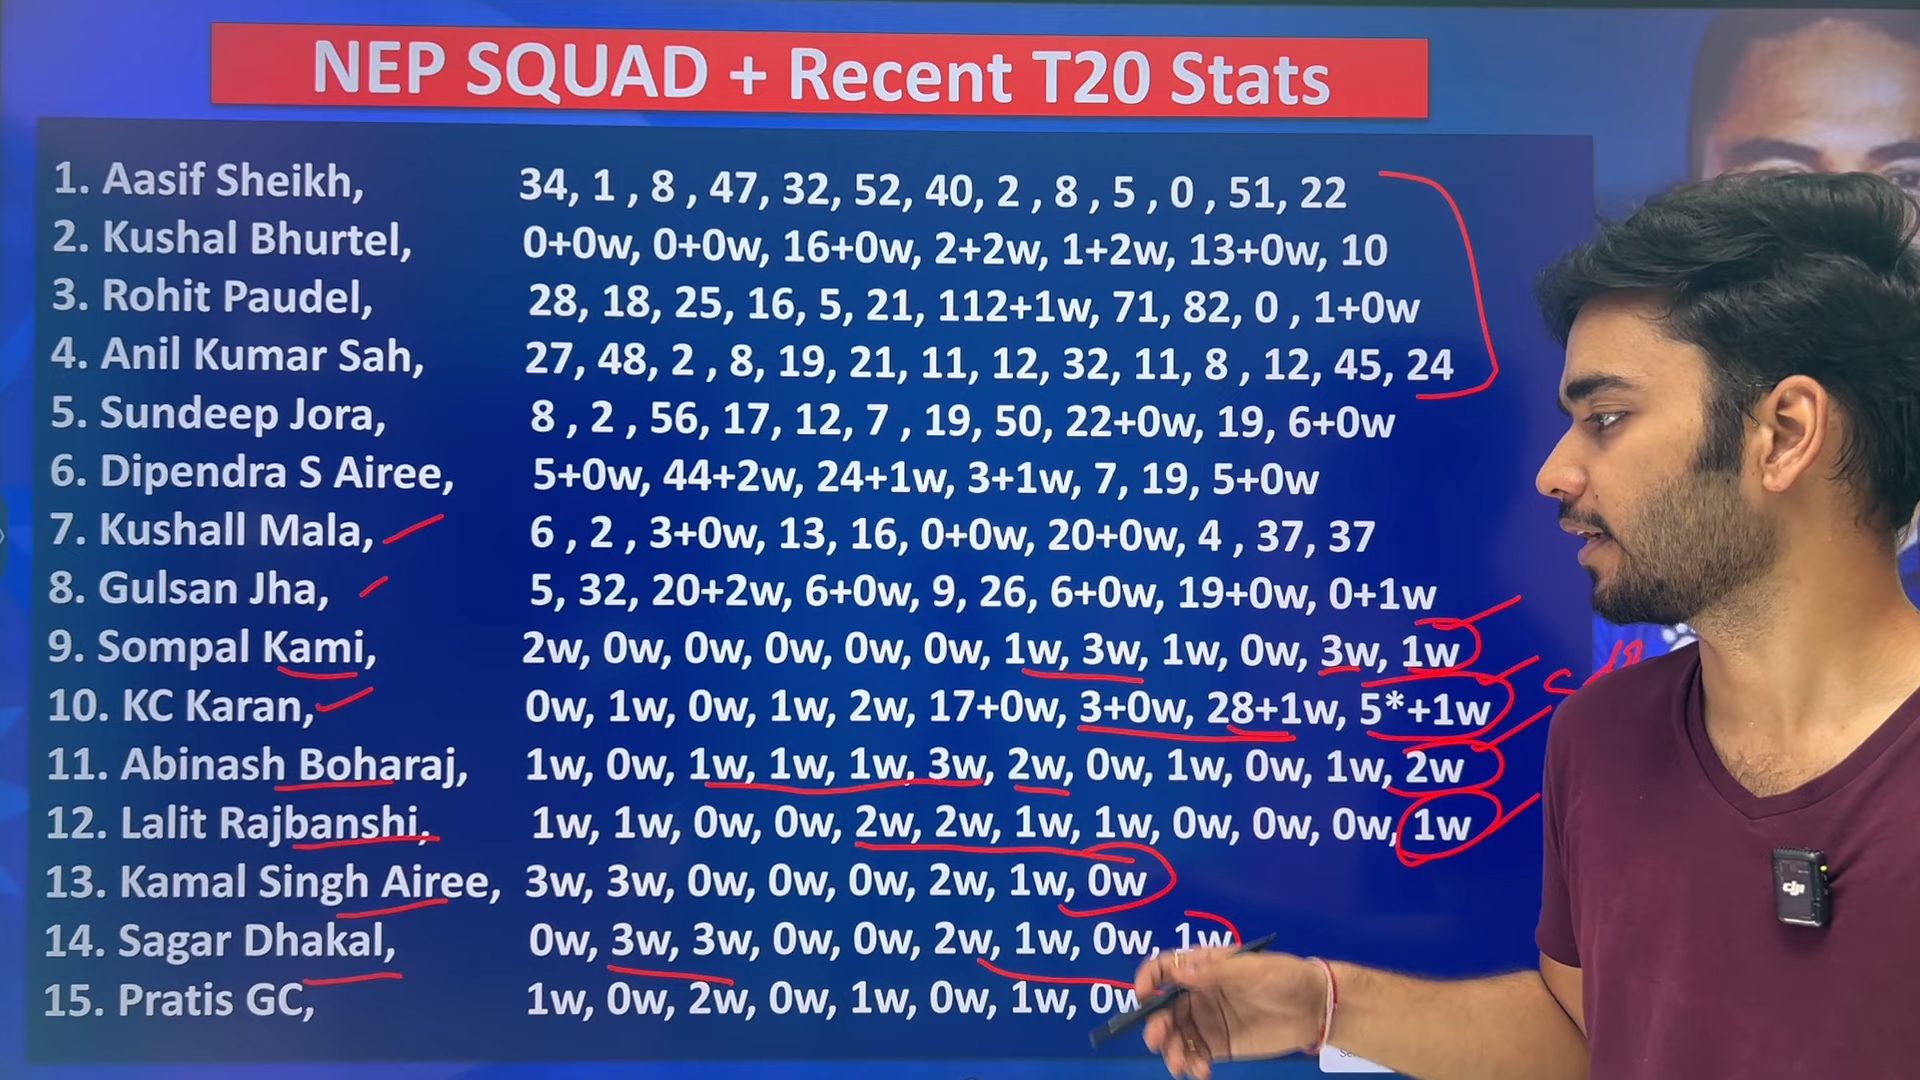 NEP SQUAD + Recent T20 Stats
1. Aasif Sheikh, 34, 1 , 8 , 47, 32, 52, 40, 2 , 8 , 5 , 0 , 51, 22
2. Kushal Bhurtel, 0+0w, 0+0w, 16+0w, 2+2w, 1+2w, 13+0w, 10
3. Rohit Paudel, 28, 18, 25, 16, 5, 21, 112+1w, 71, 82, 0 , 1+0w
4. Anil Kumar Sah, 27, 48, 2 , 8, 19, 21, 11, 12, 32, 11, 8 , 12, 45, 24
5. Sundeep Jora, 8 , 2 , 56, 17, 12, 7 , 19, 50, 22+0w, 19, 6+0w
6. Dipendra S Airee, 5+0w, 44+2w, 24+1w, 3+1w, 7, 19, 5+0w
7. Kushall Mala, 6 , 2 , 3+0w, 13, 16, 0+0w, 20+0w, 4 , 37, 37
8. Gulsan Jha, 5, 32, 20+2w, 6+0w, 9, 26, 6+0w, 19+0w, 0+1w
9. Sompal Kami, 2w, 0w, 0w, 0w, 0w, 0w, 1w, 3w, 1w, 0w, 3w, 1w
10. KC Karan, 0w, 1w, 0w, 1w, 2w, 17+0w, 3+0w, 28+1w, 5*+1w
11. Abinash Boharaj, 1w, 0w, 1w, 1w, 1w, 3w, 2w, 0w, 1w, 0w, 1w, 2w
12. Lalit Rajbanshi, 1w, 1w, 0w, 0w, 2w, 2w, 1w, 1w, 0w, 0w, 0w, 1w
13. Kamal Singh Airee, 3w, 3w, 0w, 0w, 0w, 2w, 1w, 0w
14. Sagar Dhakal, 0w, 3w, 3w, 0w, 0w, 2w, 1w, 0w, 1w
15. Pratis GC, 1w, 0w, 2w, 0w, 1w, 0w, 1w, 0w
dji